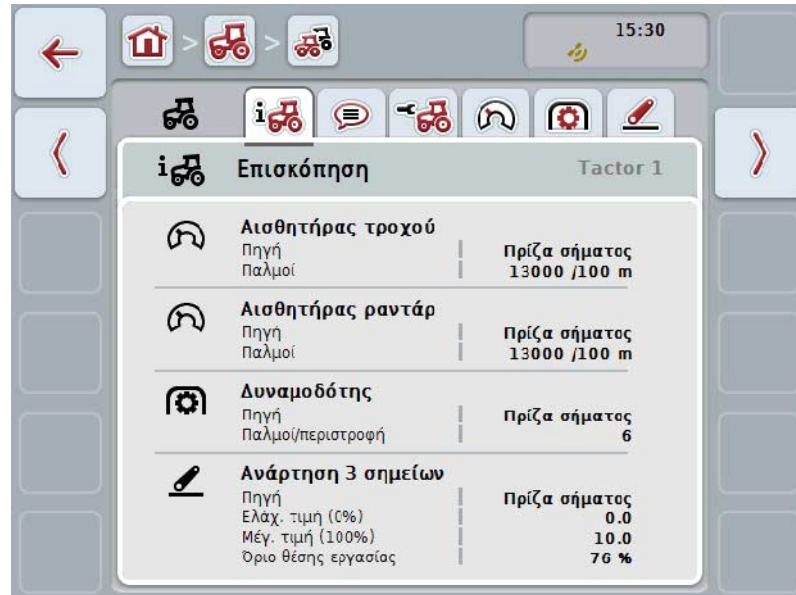 15:30
Επισκόπηση Tactor 1
Αισθητήρας τροχού
Πηγή Πρίζα σήματος
Παλμοί 13000 /100 m
Αισθητήρας ραντάρ
Πηγή Πρίζα σήματος
Παλμοί 13000 /100 m
Δυναμοδότης
Πηγή Πρίζα σήματος
Παλμοί/περιστροφή 6
Ανάρτηση 3 σημείων
Πηγή Πρίζα σήματος
Ελάχ. τιμή (0%) 0.0
Μέγ. τιμή (100%) 10.0
Όριο θέσης εργασίας 76 %